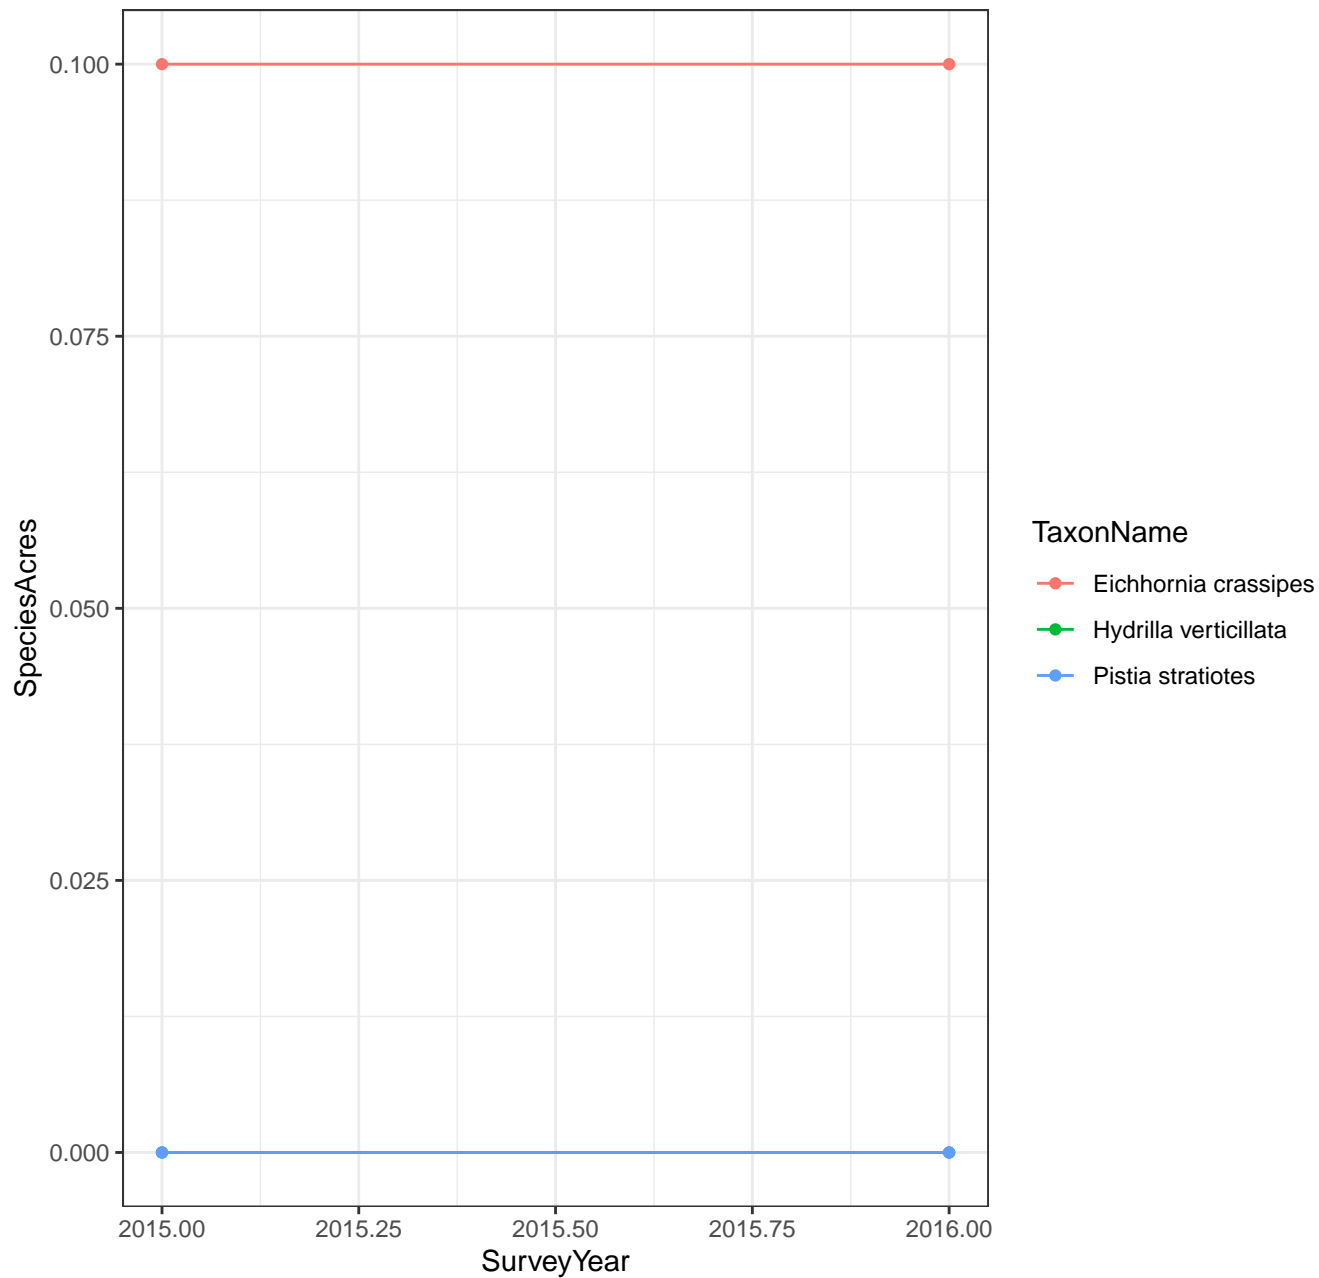 0.100
0.075
0.050
0.025
0.000
SpeciesAcres
2015.00 2015.25 2015.50 2015.75 2016.00
SurveyYear
TaxonName
Eichhornia crassipes
Hydrilla verticillata
Pistia stratiotes